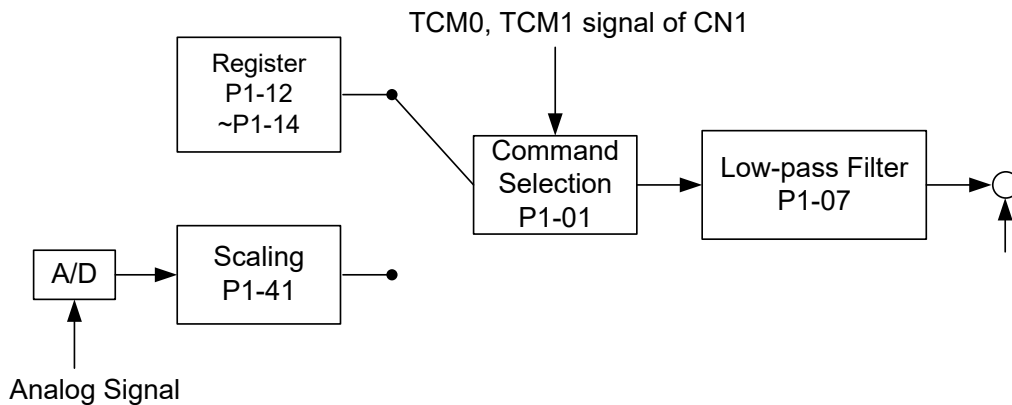 TCM0, TCM1 signal of CN1
Register
P1-12
~P1-14
Command
Selection
P1-01
Low-pass Filter
P1-07
A/D
Scaling
P1-41
Analog Signal